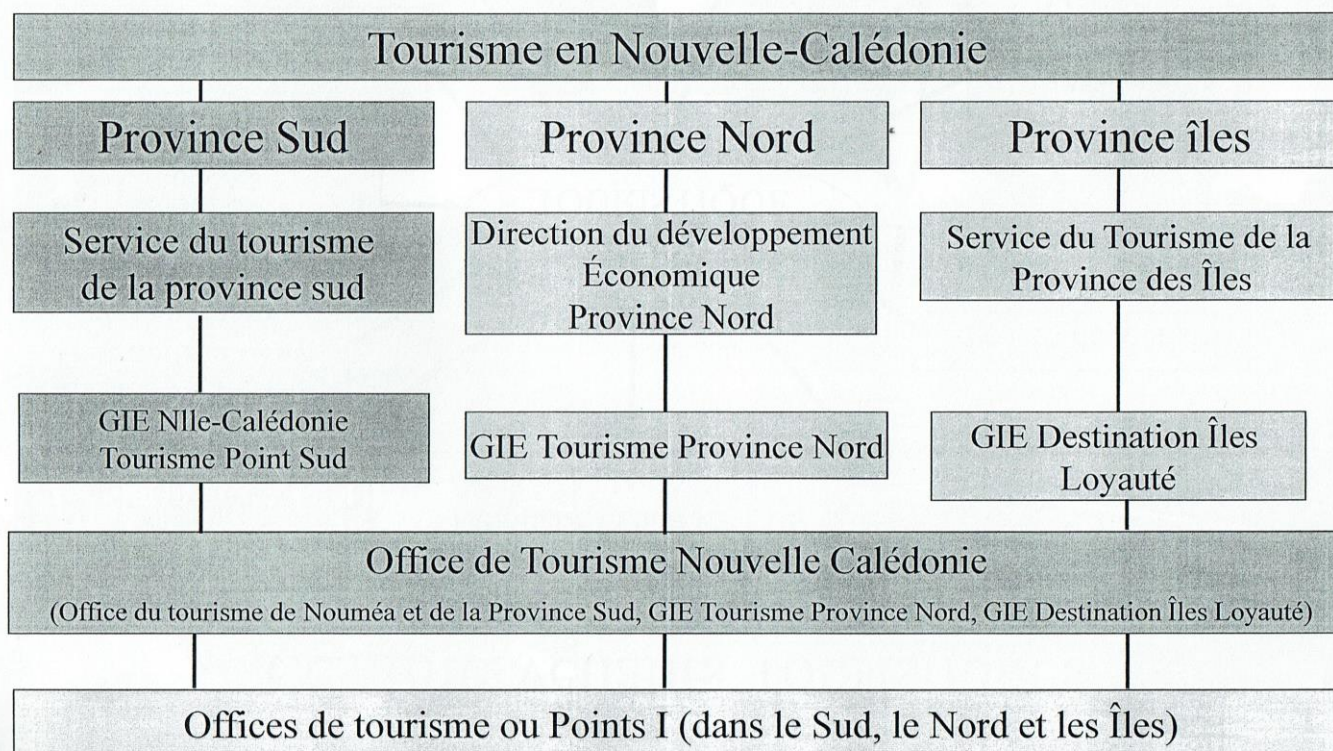 Tourisme en Nouvelle-Calédonie
Province Sud
Province Nord
Province îles
Service du tourisme
de la province sud
Direction du développement
Économique
Province Nord
Service du Tourisme de la
Province des Îles
GIE Nlle-Calédonie
Tourisme Point Sud
GIE Tourisme Province Nord
GIE Destination Îles
Loyauté
Office de Tourisme Nouvelle Calédonie
(Office du tourisme de Nouméa et de la Province Sud, GIE Tourisme Province Nord, GIE Destination Îles Loyauté)
Offices de tourisme ou Points I (dans le Sud, le Nord et les Îles)